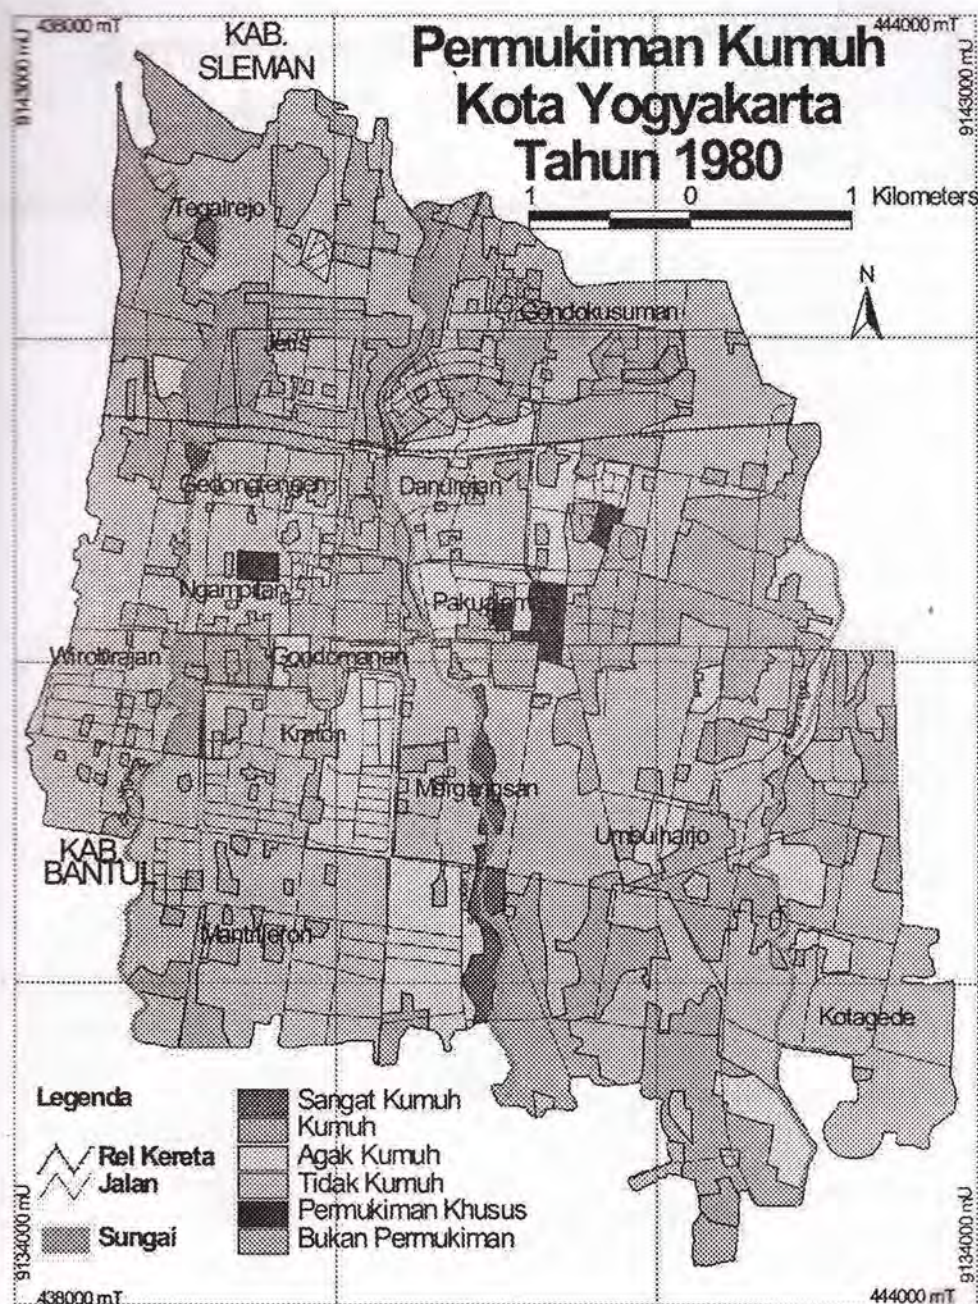 438000 mT
444000 mT
9143000 mU
9143000 mU
KAB.
SLEMAN
Permukiman Kumuh
Kota Yogyakarta
Tahun 1980
1 0 1 Kilometers
N
Tegalrejo
Gondokusuman
Jetis
Gedongtengen
Danurejan
Ngampilan
Pakualam
Wirobrajan
Gondomanan
Kraton
Mergangsan
Umbulharjo
KAB.
BANTUL
Mantrijeron
Kotagede
Legenda
Rel Kereta
Jalan
Sungai
Sangat Kumuh
Kumuh
Agak Kumuh
Tidak Kumuh
Permukiman Khusus
Bukan Permukiman
9134000 mU
9134000 mU
438000 mT
444000 mT